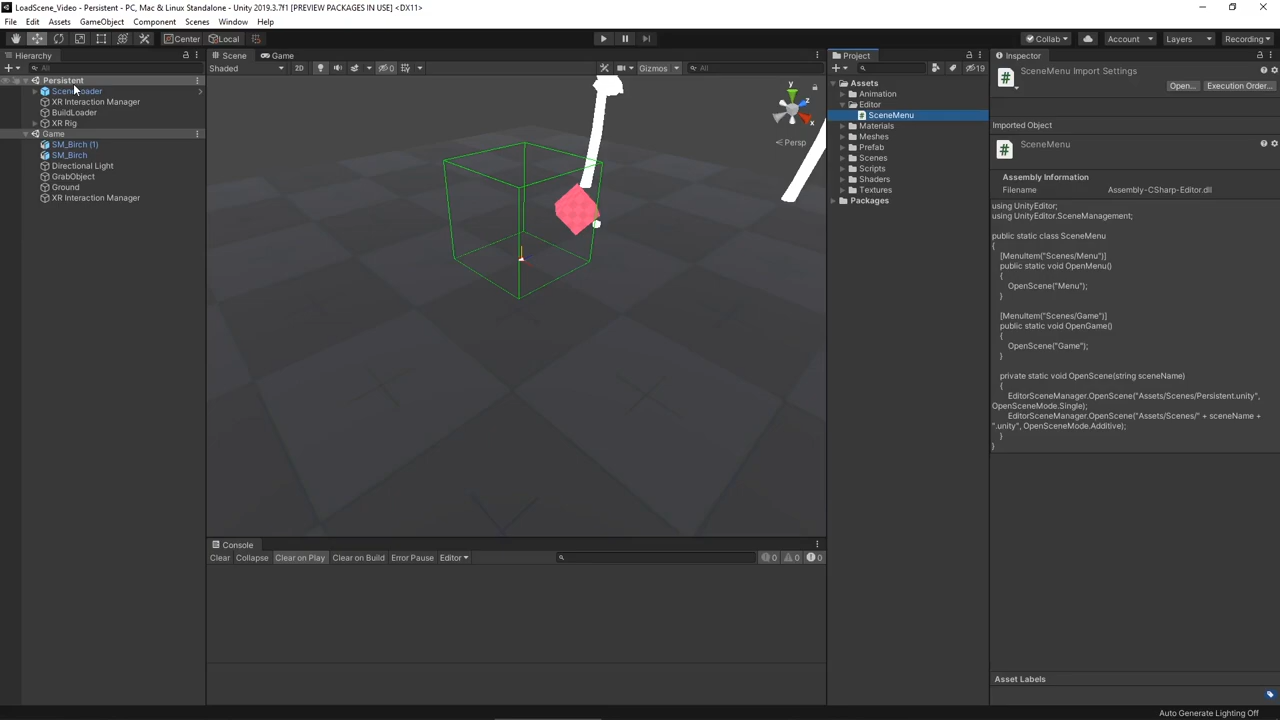 LoadScene_Video - Persistent - PC, Mac & Linux Standalone - Unity 2019.3.7f1 [PREVIEW PACKAGES IN USE] <DX11>
File Edit Assets GameObject Component Scenes Window Help
Center Local Collab Account Layers Recording
Hierarchy
All
Persistent
SceneLoader
XR Interaction Manager
BuildLoader
XR Rig
Game
SM_Birch (1)
SM_Birch
Directional Light
GrabObject
Ground
XR Interaction Manager
Scene Game
Shaded 2D 0 Gizmos All
y
z
x
Persp
Console
Clear Collapse Clear on Play Clear on Build Error Pause Editor 0 0 0
Project
19
Assets
Animation
Editor
SceneMenu
Materials
Meshes
Prefab
Scenes
Scripts
Shaders
Textures
Packages
Inspector
SceneMenu Import Settings
Open... Execution Order...
Imported Object
SceneMenu
Assembly Information
Filename Assembly-CSharp-Editor.dll
using UnityEditor;
using UnityEditor.SceneManagement;
public static class SceneMenu
{
[MenuItem("Scenes/Menu")]
public static void OpenMenu()
{
OpenScene("Menu");
}
[MenuItem("Scenes/Game")]
public static void OpenGame()
{
OpenScene("Game");
}
private static void OpenScene(string sceneName)
{
EditorSceneManager.OpenScene("Assets/Scenes/Persistent.unity",
OpenSceneMode.Single);
EditorSceneManager.OpenScene("Assets/Scenes/" + sceneName +
".unity", OpenSceneMode.Additive);
}
}
Asset Labels
Auto Generate Lighting Off